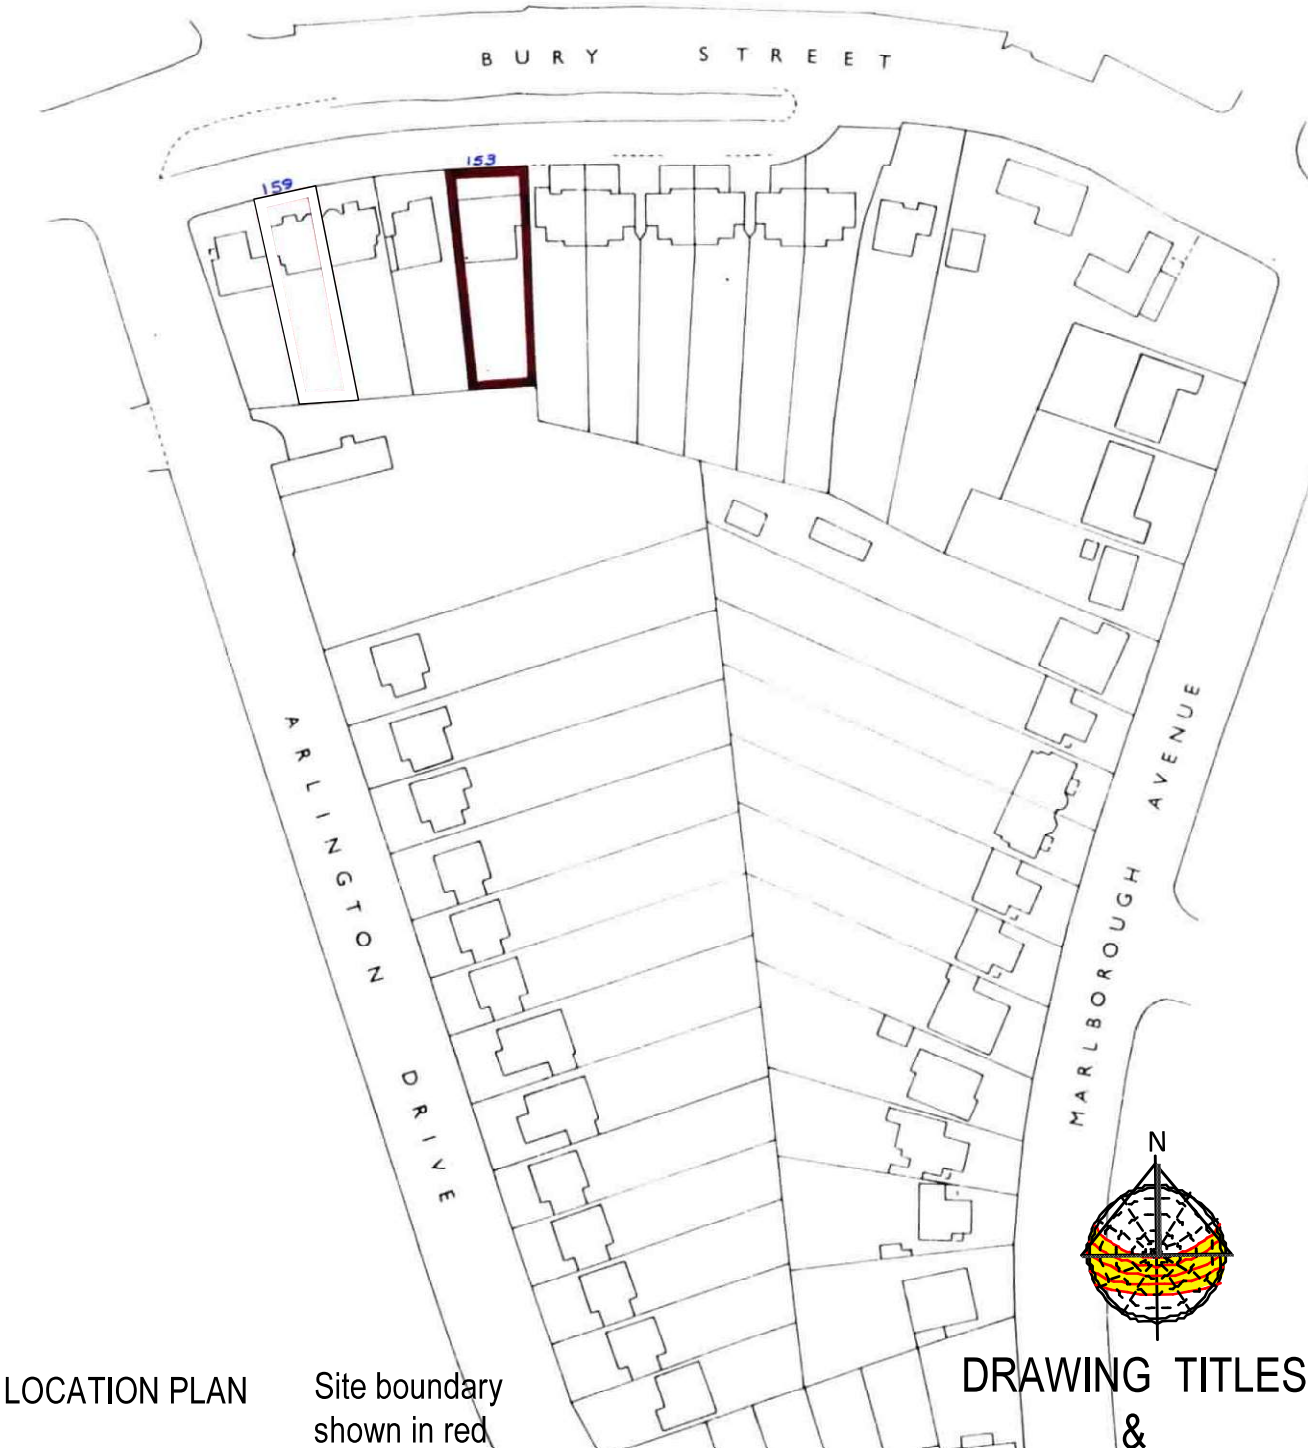 BURY STREET
153
159
ARLINGTON DRIVE
MARLBOROUGH AVENUE
N
LOCATION PLAN
Site boundary
shown in red
DRAWING TITLES
&